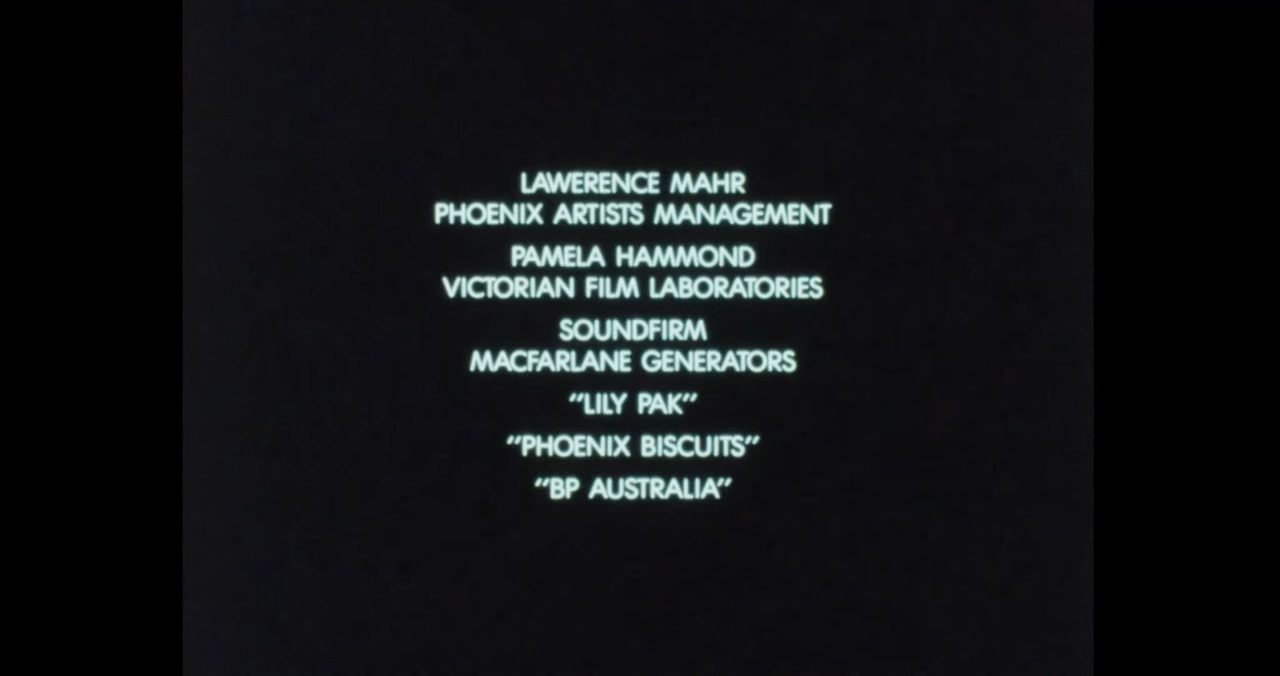 LAWERENCE MAHR
PHOENIX ARTISTS MANAGEMENT
PAMELA HAMMOND
VICTORIAN FILM LABORATORIES
SOUNDFIRM
MACFARLANE GENERATORS
"LILY PAK"
"PHOENIX BISCUITS"
"BP AUSTRALIA"